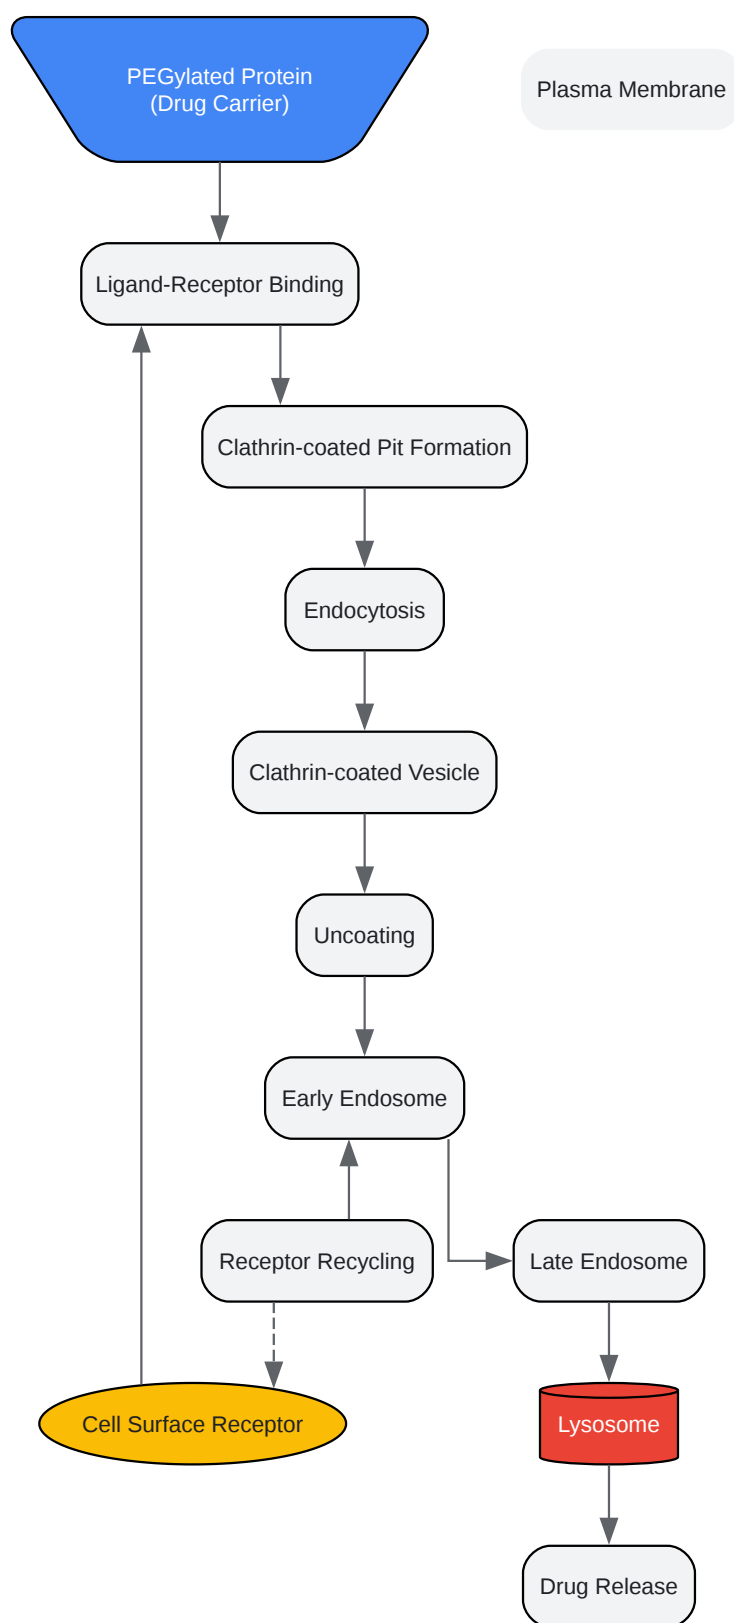 PEGylated Protein
(Drug Carrier)
Plasma Membrane
Ligand-Receptor Binding
Clathrin-coated Pit Formation
Endocytosis
Clathrin-coated Vesicle
Uncoating
Early Endosome
Receptor Recycling
Late Endosome
Cell Surface Receptor
Lysosome
Drug Release